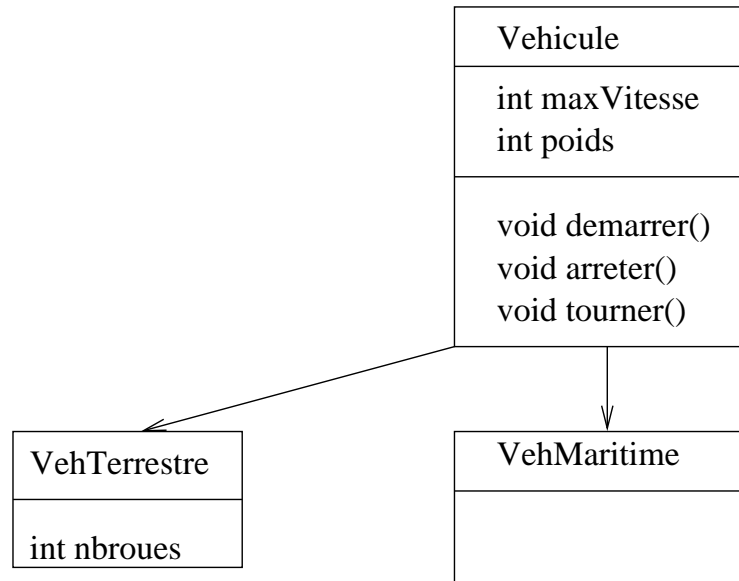 Vehicule
int maxVitesse
int poids
void demarrer()
void arreter()
void tourner()
VehTerrestre
int nbroues
VehMaritime